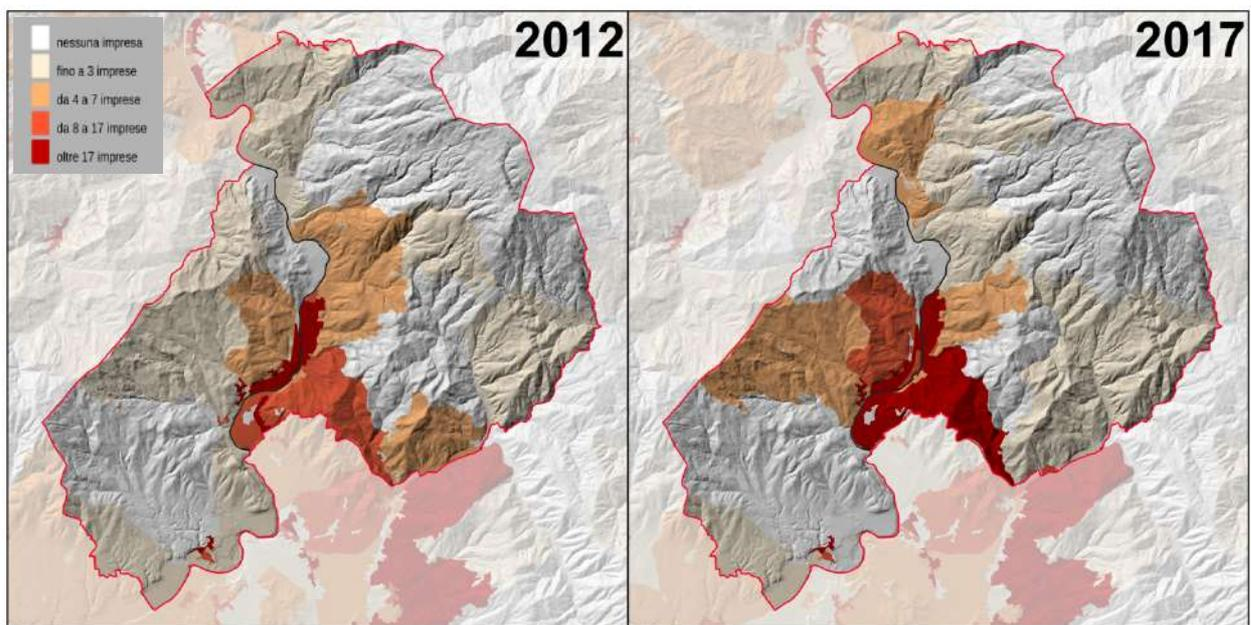 2012
2017
nessuna impresa
fino a 3 imprese
da 4 a 7 imprese
da 8 a 17 imprese
oltre 17 imprese